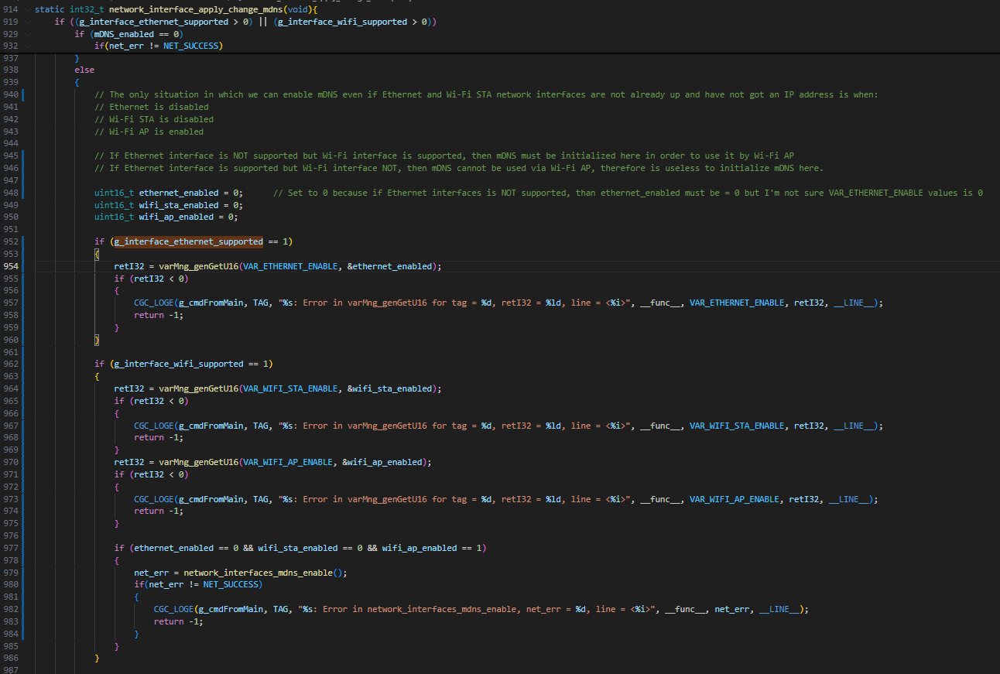 914 static int32_t network_interface_apply_change_mdns(void){
919 if ((g_interface_ethernet_supported > 0) || (g_interface_wifi_supported > 0))
929 if (mDNS_enabled == 0)
932 if(net_err != NET_SUCCESS)
937 }
938 else
939 {
940 // The only situation in which we can enable mDNS even if Ethernet and Wi-Fi STA network interfaces are not already up and have not got an IP address is when:
941 // Ethernet is disabled
942 // Wi-Fi STA is disabled
943 // Wi-Fi AP is enabled
944
945 // If Ethernet interface is NOT supported but Wi-Fi interface is supported, then mDNS must be initialized here in order to use it by Wi-Fi AP
946 // If Ethernet interface is supported but Wi-Fi interface NOT, then mDNS cannot be used via Wi-Fi AP, therefore is useless to initialize mDNS here.
947
948 uint16_t ethernet_enabled = 0; // Set to 0 because if Ethernet interfaces is NOT supported, than ethernet_enabled must be = 0 but I'm not sure VAR_ETHERNET_ENABLE values is 0
949 uint16_t wifi_sta_enabled = 0;
950 uint16_t wifi_ap_enabled = 0;
951
952 if (g_interface_ethernet_supported == 1)
953 {
954 retI32 = varMng_genGetU16(VAR_ETHERNET_ENABLE, &ethernet_enabled);
955 if (retI32 < 0)
956 {
957 CGC_LOGE(g_cmdFromMain, TAG, "%s: Error in varMng_genGetU16 for tag = %d, retI32 = %ld, line = <%i>", __func__, VAR_ETHERNET_ENABLE, retI32, __LINE__);
958 return -1;
959 }
960 }
961
962 if (g_interface_wifi_supported == 1)
963 {
964 retI32 = varMng_genGetU16(VAR_WIFI_STA_ENABLE, &wifi_sta_enabled);
965 if (retI32 < 0)
966 {
967 CGC_LOGE(g_cmdFromMain, TAG, "%s: Error in varMng_genGetU16 for tag = %d, retI32 = %ld, line = <%i>", __func__, VAR_WIFI_STA_ENABLE, retI32, __LINE__);
968 return -1;
969 }
970 retI32 = varMng_genGetU16(VAR_WIFI_AP_ENABLE, &wifi_ap_enabled);
971 if (retI32 < 0)
972 {
973 CGC_LOGE(g_cmdFromMain, TAG, "%s: Error in varMng_genGetU16 for tag = %d, retI32 = %ld, line = <%i>", __func__, VAR_WIFI_AP_ENABLE, retI32, __LINE__);
974 return -1;
975 }
976
977 if (ethernet_enabled == 0 && wifi_sta_enabled == 0 && wifi_ap_enabled == 1)
978 {
979 net_err = network_interfaces_mdns_enable();
980 if(net_err != NET_SUCCESS)
981 {
982 CGC_LOGE(g_cmdFromMain, TAG, "%s: Error in network_interfaces_mdns_enable, net_err = %d, line = <%i>", __func__, net_err, __LINE__);
983 return -1;
984 }
985 }
986 }
987